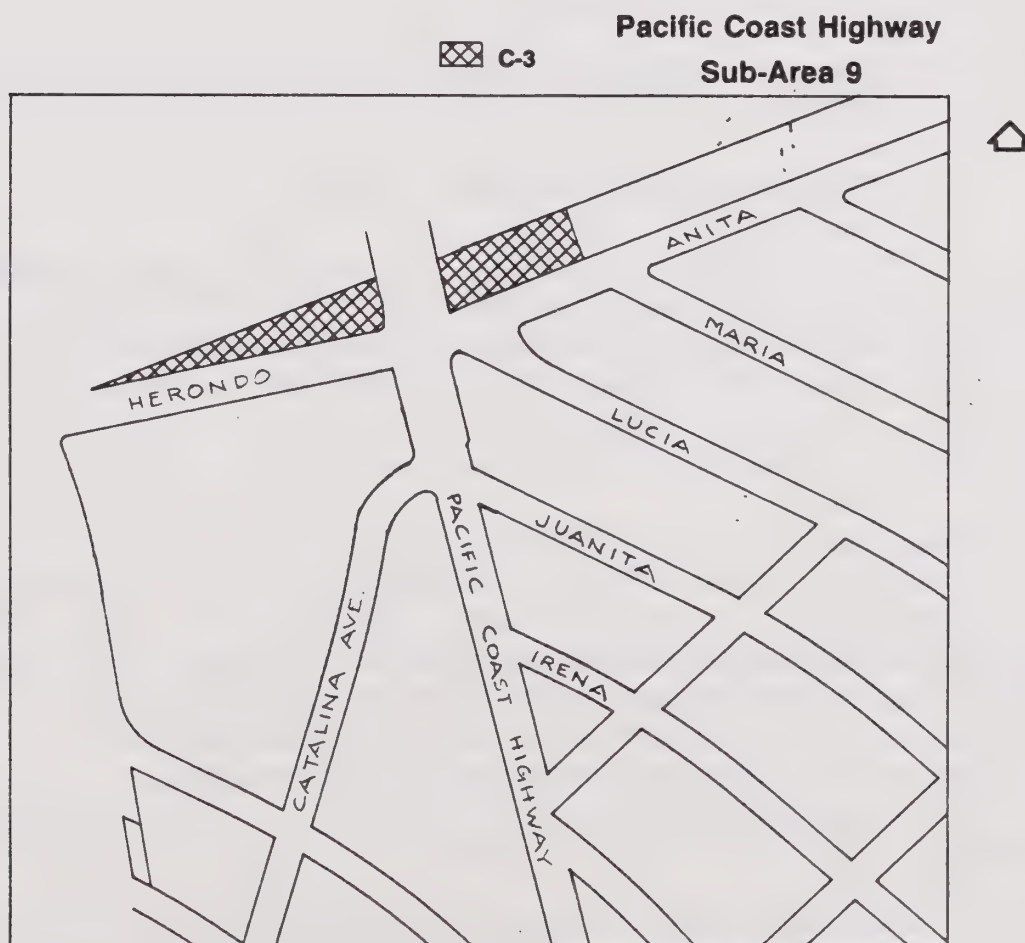 Pacific Coast Highway
C-3
Sub-Area 9
ANITA
MARIA
HERONDO
LUCIA
PACIFIC COAST HIGHWAY
JUANITA
IRENA
CATALINA AVE.